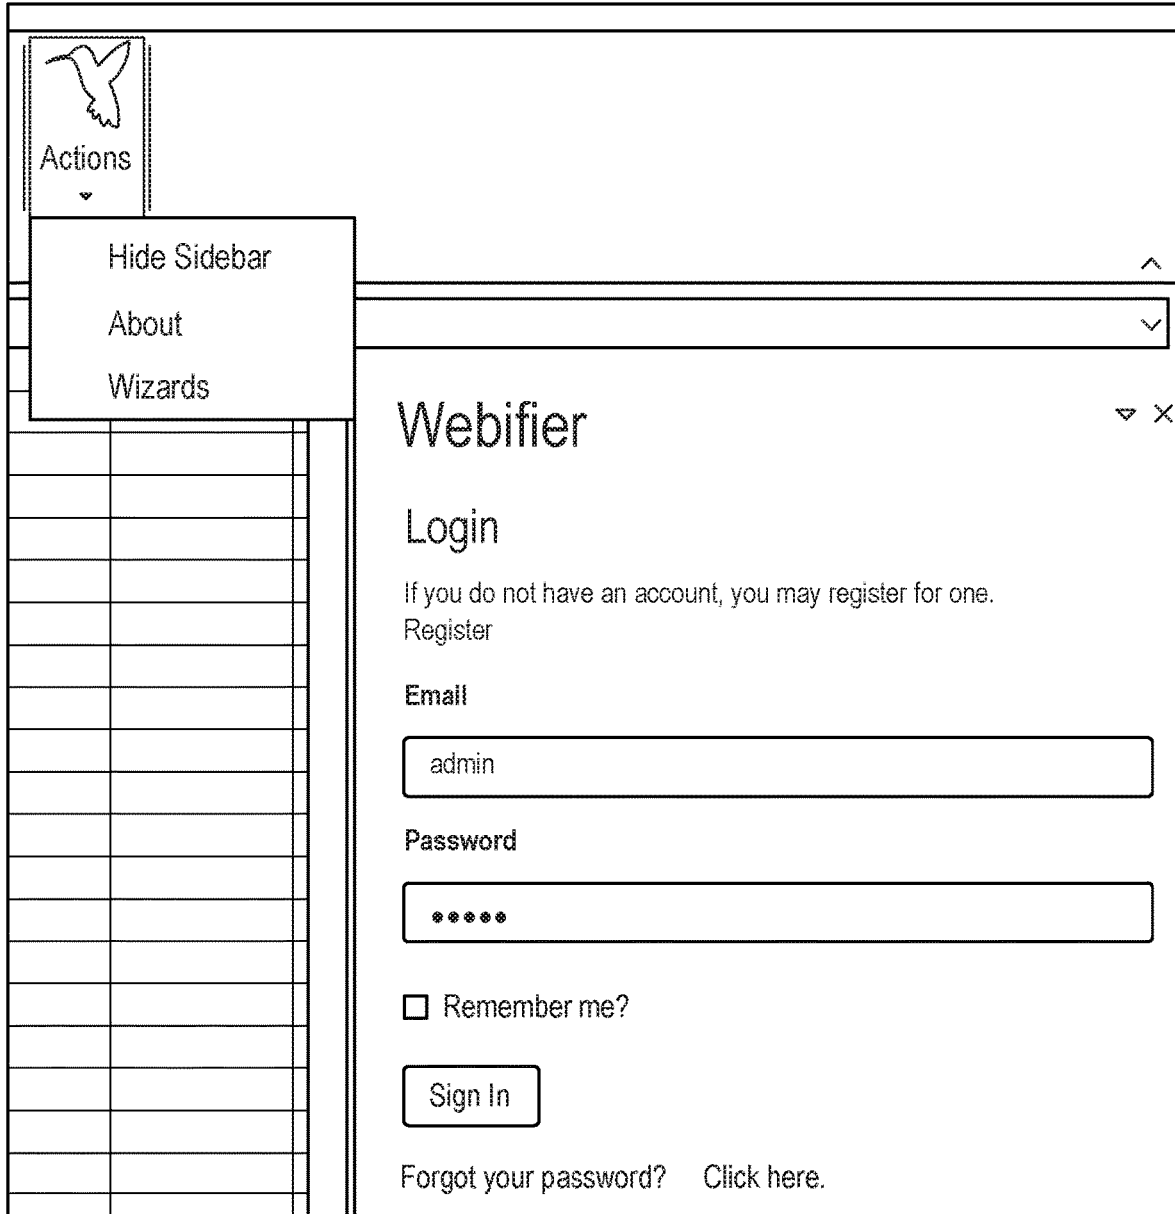 Actions
Hide Sidebar
About
Wizards
Webifier
Login
If you do not have an account, you may register for one.
Register
Email
admin
Password
•••••
Remember me?
Sign In
Forgot your password? Click here.